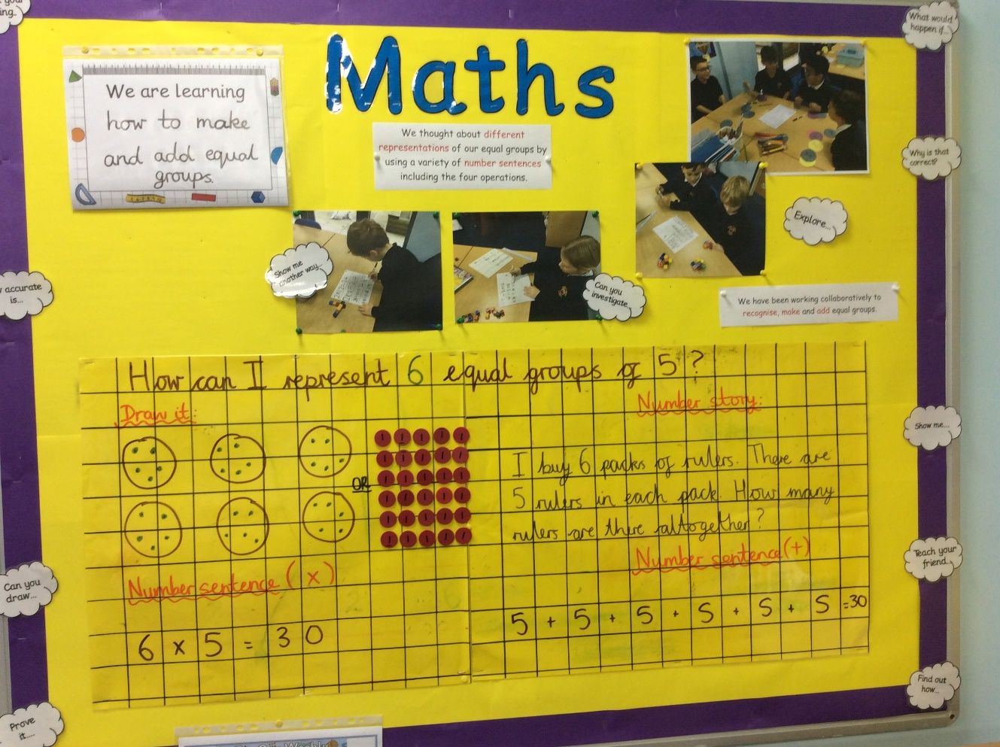 Maths
We are learning
how to make
and add equal
groups.
We thought about different
representations of our equal groups by
using a variety of number sentences
including the four operations.
Show me
another way...
Can you
investigate...
Explore...
We have been working collaboratively to
recognise, make and add equal groups.
What would
happen if...
Why is that
correct?
Show me...
Teach your
friend...
Find out
how...
accurate
is...
Can you
draw...
Prove
it....
How can I represent 6 equal groups of 5?
Draw it:
OR
Number sentence (x)
6 x 5 = 30
Number story:
I buy 6 packs of rulers. There are
5 rulers in each pack. How many
rulers are there altogether?
Number sentence (+)
5 + 5 + 5 + 5 + 5 + 5 =30